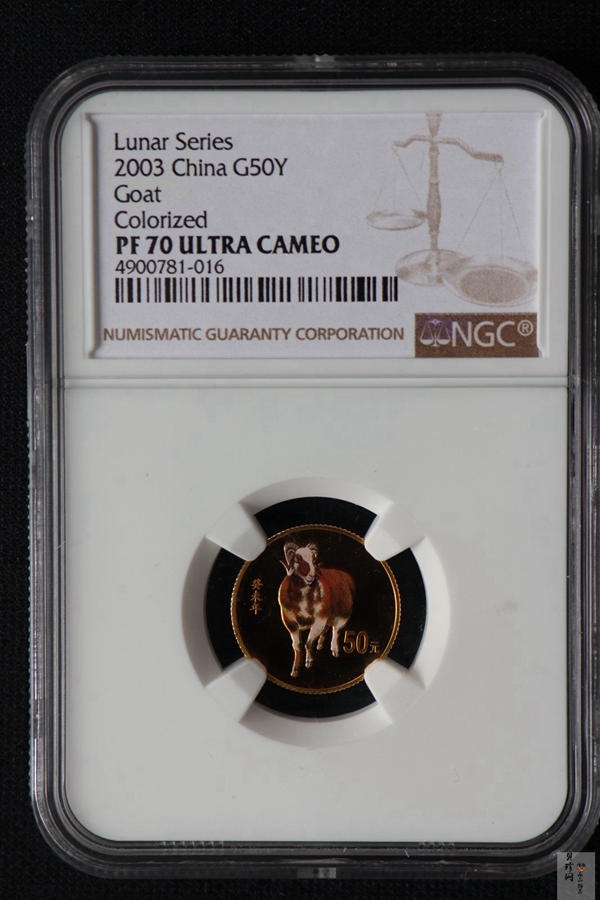 Lunar Series
2003 China G50Y
Goat
Colorized
PF 70 ULTRA CAMEO
4900781-016
NUMISMATIC GUARANTY CORPORATION
NGC®
癸未年
50元